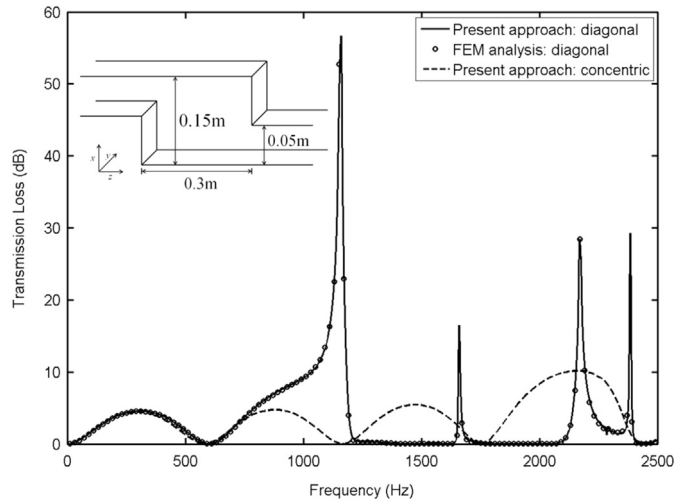 60
50
40
30
20
10
0
Transmission Loss (dB)
Present approach: diagonal
FEM analysis: diagonal
Present approach: concentric
0.15m
0.05m
0.3m
x
y
z
0
500
1000
1500
2000
2500
Frequency (Hz)